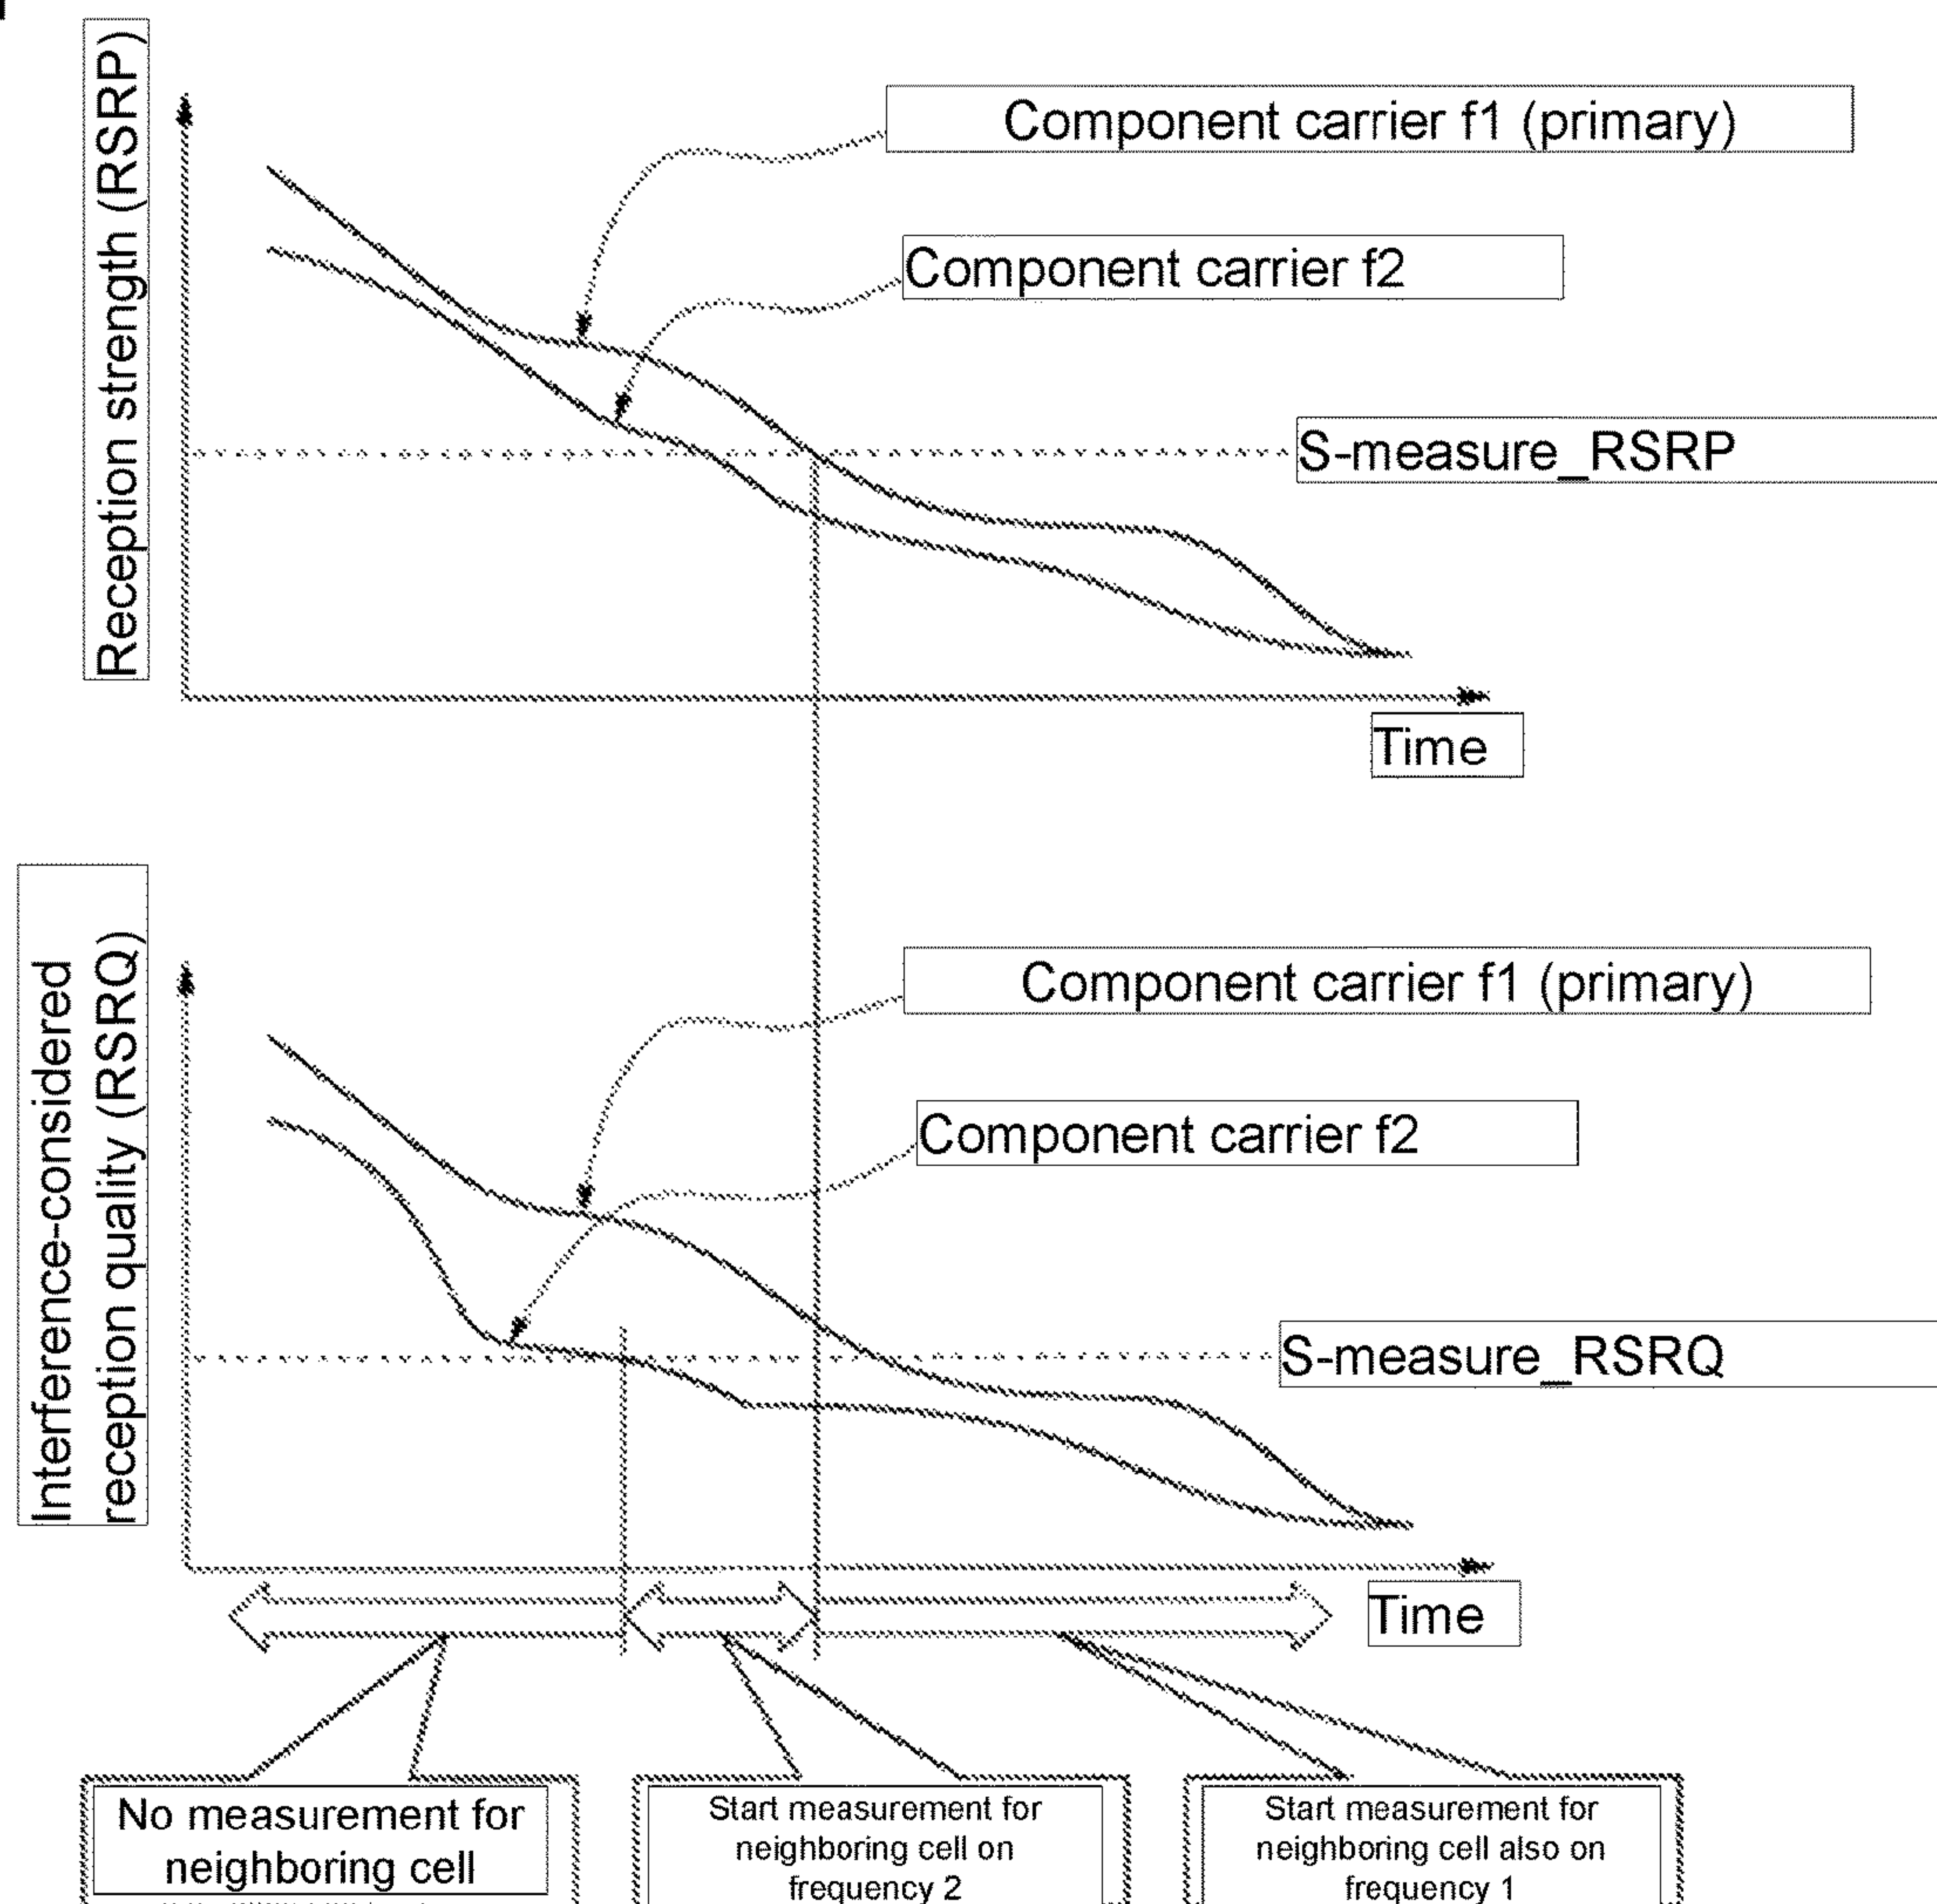 Reception strength (RSRP)
Component carrier f1 (primary)
Component carrier f2
S-measure_RSRP
Time
Interference-considered
reception quality (RSRQ)
Component carrier f1 (primary)
Component carrier f2
S-measure_RSRQ
Time
No measurement for
neighboring cell
Start measurement for
neighboring cell on
frequency 2
Start measurement for
neighboring cell also on
frequency 1